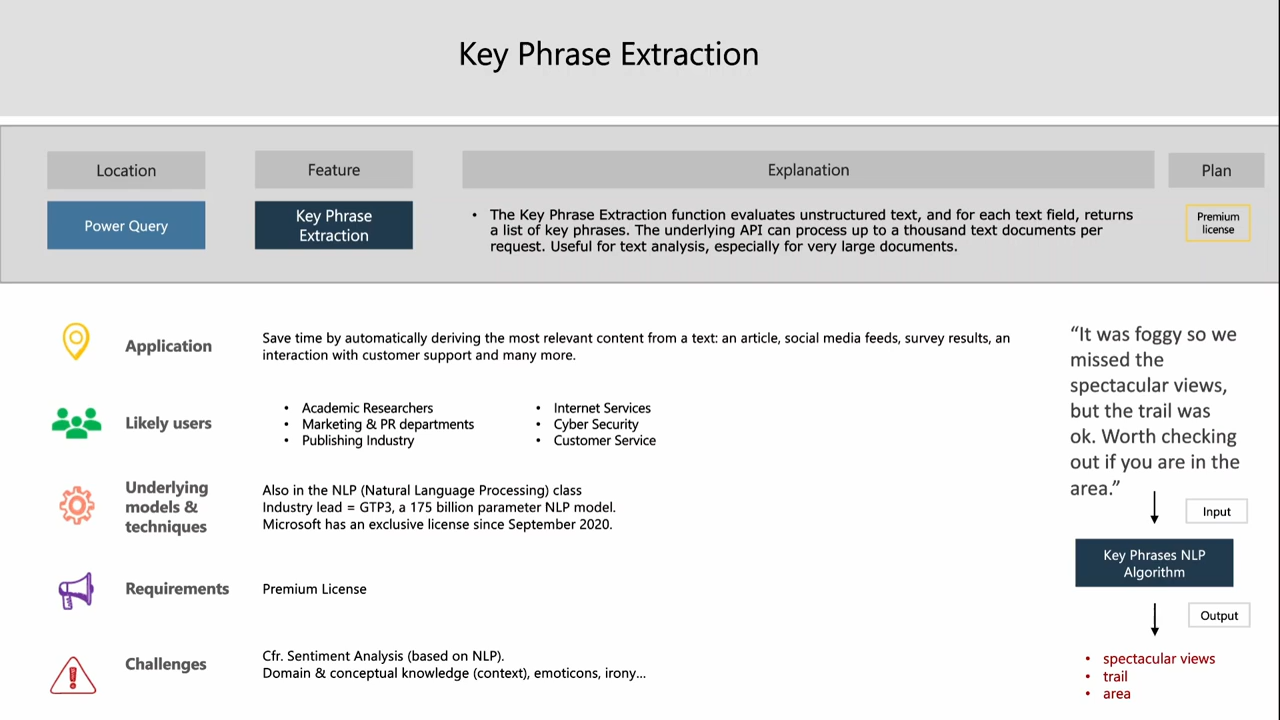 Key Phrase Extraction
Location
Feature
Explanation
Plan
Power Query
Key Phrase
Extraction
• The Key Phrase Extraction function evaluates unstructured text, and for each text field, returns
a list of key phrases. The underlying API can process up to a thousand text documents per
request. Useful for text analysis, especially for very large documents.
Premium
license
Application
Save time by automatically deriving the most relevant content from a text: an article, social media feeds, survey results, an
interaction with customer support and many more.
Likely users
• Academic Researchers
• Marketing & PR departments
• Publishing Industry
• Internet Services
• Cyber Security
• Customer Service
Underlying
models &
techniques
Also in the NLP (Natural Language Processing) class
Industry lead = GTP3, a 175 billion parameter NLP model.
Microsoft has an exclusive license since September 2020.
Requirements
Premium License
Challenges
Cfr. Sentiment Analysis (based on NLP).
Domain & conceptual knowledge (context), emoticons, irony...
“It was foggy so we
missed the
spectacular views,
but the trail was
ok. Worth checking
out if you are in the
area.”
Input
Key Phrases NLP
Algorithm
Output
• spectacular views
• trail
• area